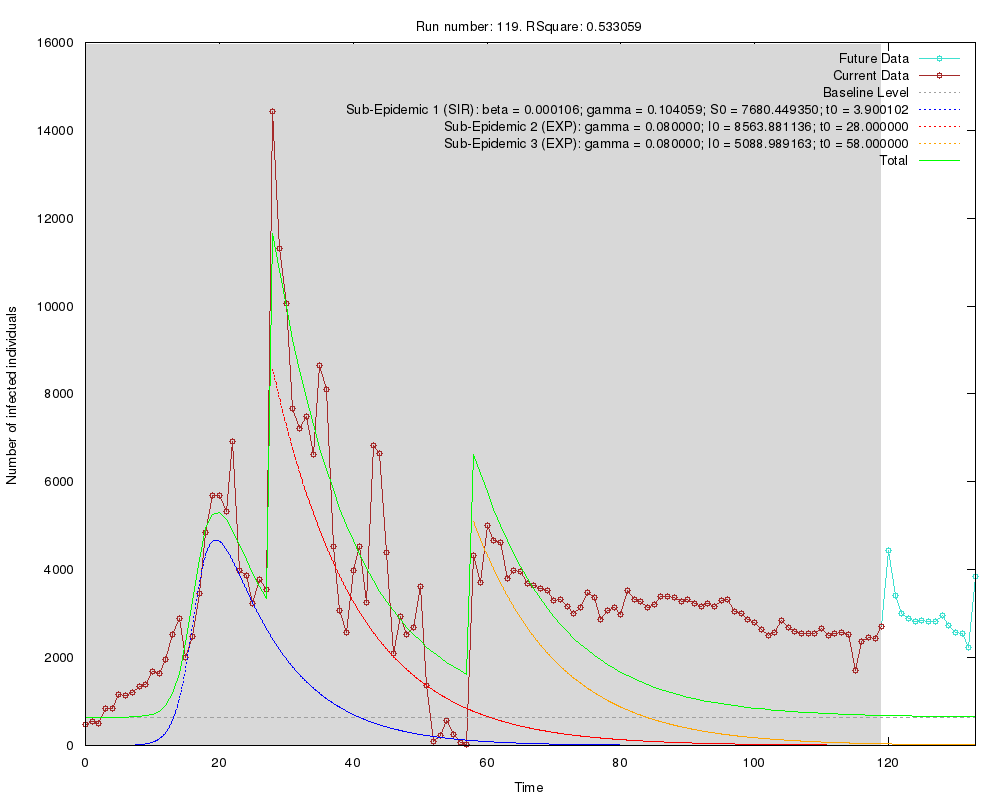 Run number: 119. RSquare: 0.533059
16000
14000
12000
10000
8000
6000
4000
2000
0
Number of infected individuals
Future Data
Current Data
Baseline Level
Sub-Epidemic 1 (SIR): beta = 0.000106; gamma = 0.104059; S0 = 7680.449350; t0 = 3.900102
Sub-Epidemic 2 (EXP): gamma = 0.080000; I0 = 8563.881136; t0 = 28.000000
Sub-Epidemic 3 (EXP): gamma = 0.080000; I0 = 5088.989163; t0 = 58.000000
Total
0 20 40 60 80 100 120
Time